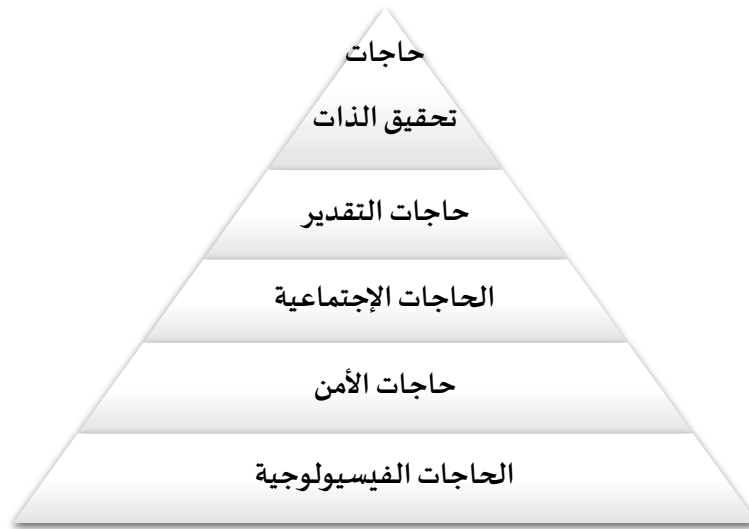 حاجات
تحقيق الذات
حاجات التقدير
الحاجات الإجتماعية
حاجات الأمن
الحاجات الفيسيولوجية